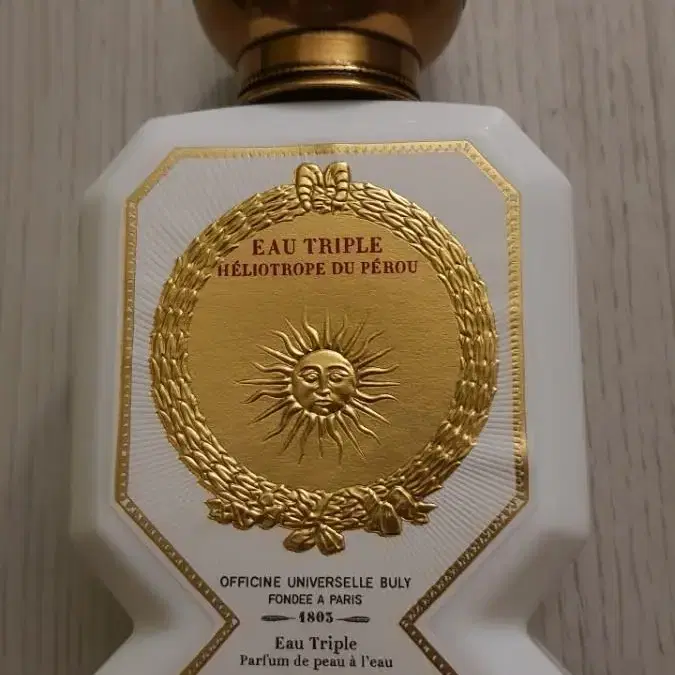 EAU TRIPLE
HÉLIOTROPE DU PÉROU
OFFICINE UNIVERSELLE BULY
FONDEE A PARIS
1803
Eau Triple
Parfum de peau à l'eau